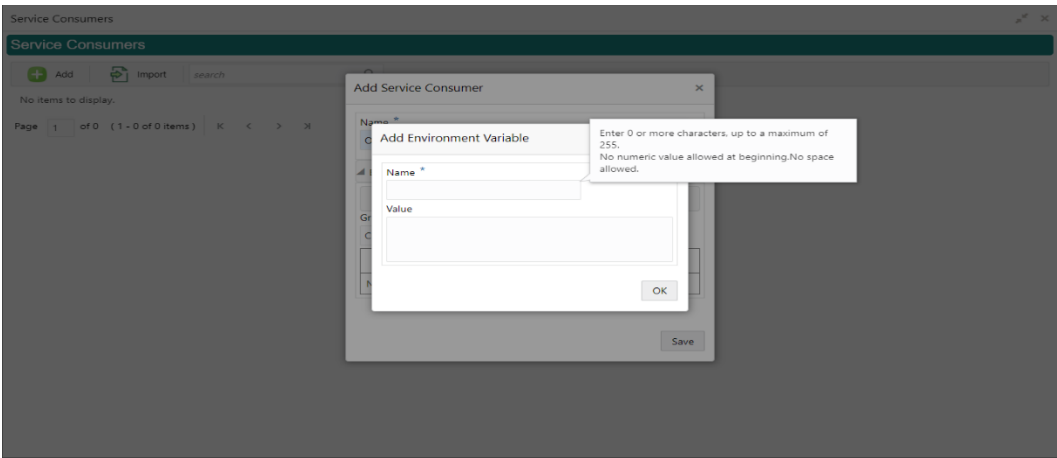 Service Consumers
Service Consumers
Add Import search
No items to display.
Page 1 of 0 (1 - 0 of 0 items)
Add Service Consumer
Name *
Add Environment Variable
Enter 0 or more characters, up to a maximum of
255.
No numeric value allowed at beginning.No space
allowed.
Name *
Value
Gr
OK
Save